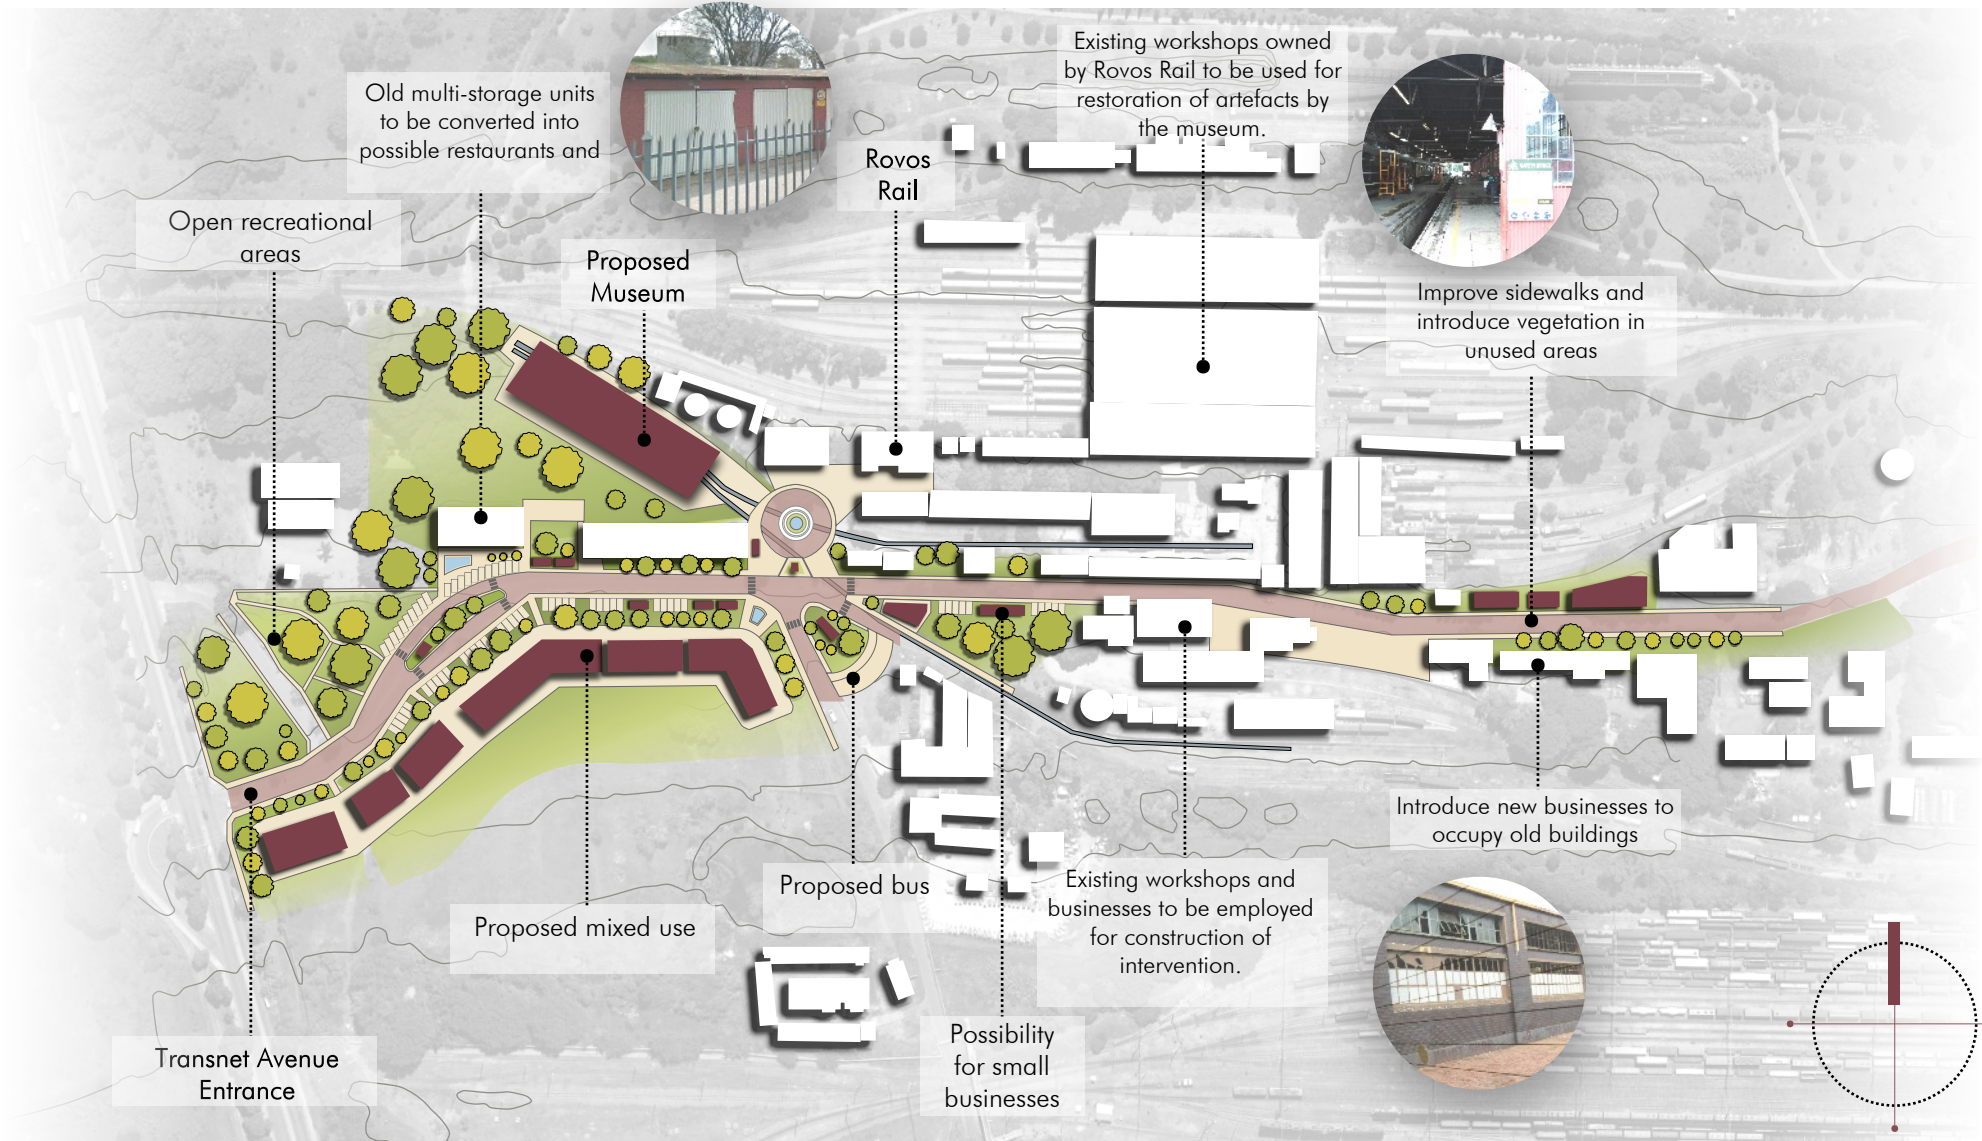 Existing workshops owned
by Rovos Rail to be used for
restoration of artefacts by
the museum.
Old multi-storage units
to be converted into
possible restaurants and
Rovos
Rail
Open recreational
areas
Proposed
Museum
Improve sidewalks and
introduce vegetation in
unused areas
Introduce new businesses to
occupy old buildings
Proposed bus
Existing workshops and
businesses to be employed
for construction of
intervention.
Proposed mixed use
Possibility
for small
businesses
Transnet Avenue
Entrance